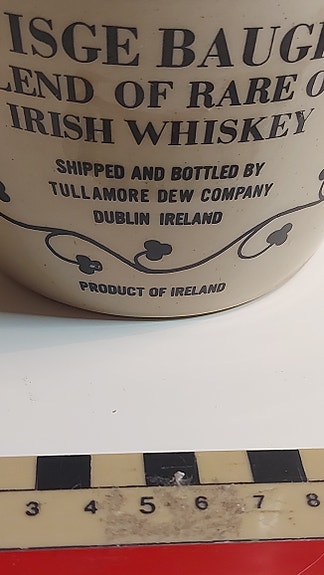 ISGE BAUG
LEND OF RARE O
IRISH WHISKEY
SHIPPED AND BOTTLED BY
TULLAMORE DEW COMPANY
DUBLIN IRELAND
PRODUCT OF IRELAND
3 4 5 6 7 8